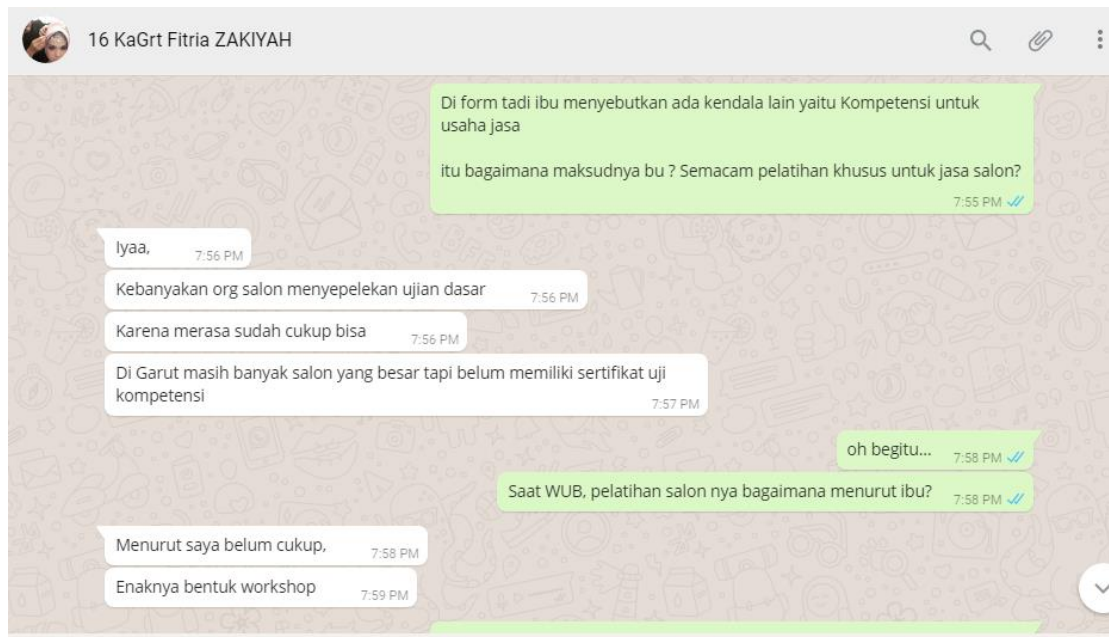 16 KaGrt Fitria ZAKIYAH
Di form tadi ibu menyebutkan ada kendala lain yaitu Kompetensi untuk
usaha jasa
itu bagaimana maksudnya bu ? Semacam pelatihan khusus untuk jasa salon?
7:55 PM
Iyaa, 7:56 PM
Kebanyakan org salon menyepelekan ujian dasar 7:56 PM
Karena merasa sudah cukup bisa 7:56 PM
Di Garut masih banyak salon yang besar tapi belum memiliki sertifikat uji
kompetensi 7:57 PM
oh begitu... 7:58 PM
Saat WUB, pelatihan salon nya bagaimana menurut ibu? 7:58 PM
Menurut saya belum cukup, 7:58 PM
Enaknya bentuk workshop 7:59 PM